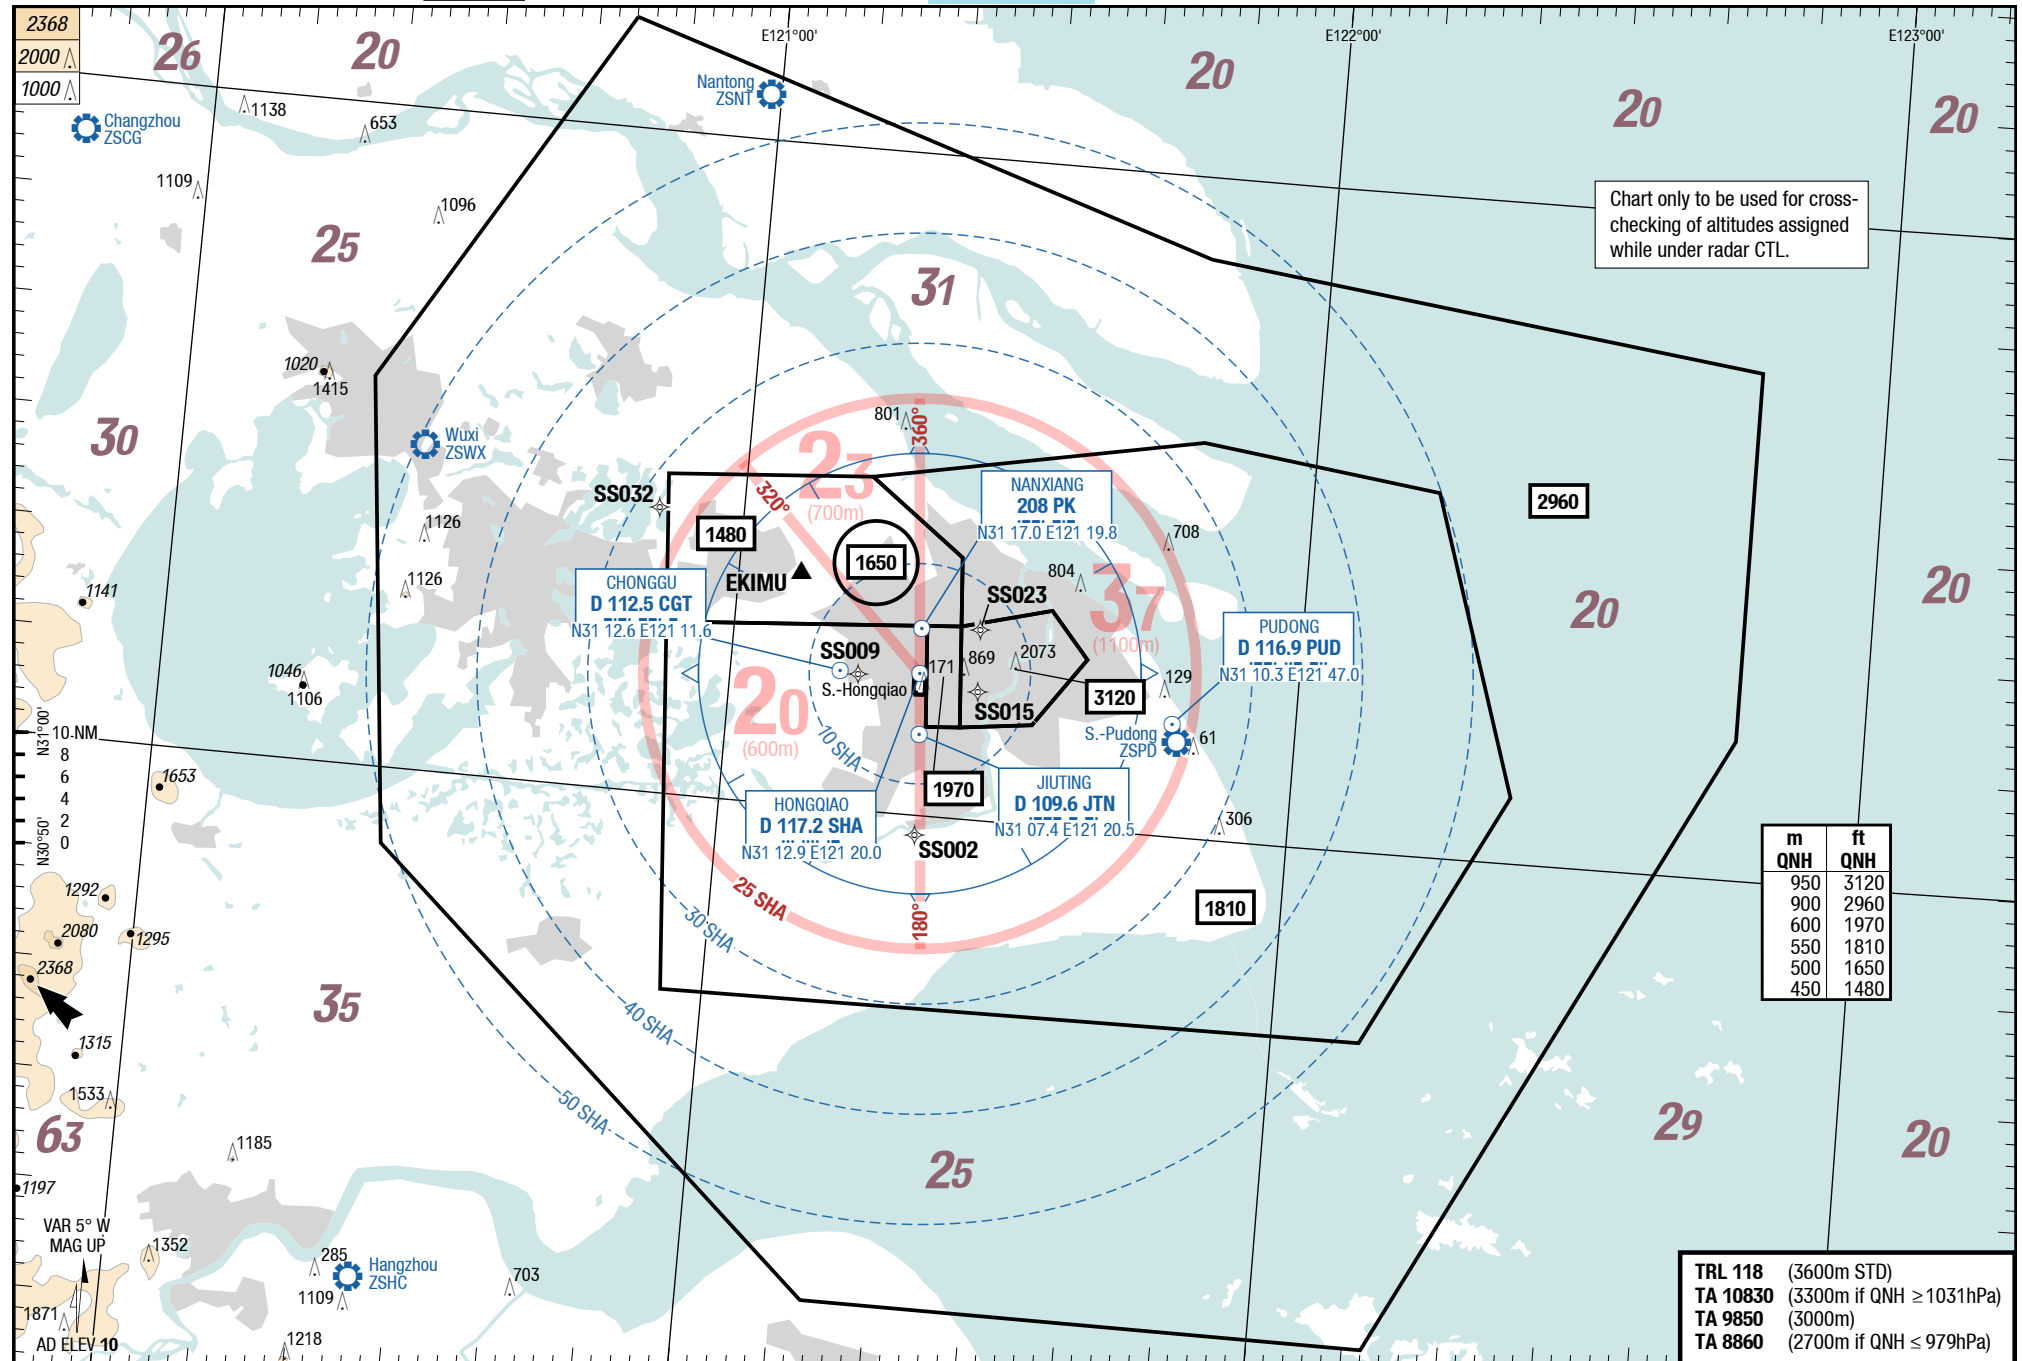 2368
2000
1000
26
20
E121°00'
E122°00'
E123°00'
20
20
20
Nantong
ZSNT
Changzhou
ZSCG
1138
653
1109
1096
25
31
Chart only to be used for cross-
checking of altitudes assigned
while under radar CTL.
1020
1415
30
Wuxi
ZSWX
801
360°
23
(700m)
320°
SS032
1480
1650
EKIMU
NANXIANG
208 PK
N31 17.0 E121 19.8
2960
708
1126
1126
1141
804
37
(1100m)
20
20
CHONGGU
D 112.5 CGT
N31 12.6 E121 11.6
SS023
PUDONG
D 116.9 PUD
N31 10.3 E121 47.0
SS009
S.-Hongqiao
171
869
2073
1046
1106
20
(600m)
SS015
3120
129
S.-Pudong
ZSPD
61
N31°00'
10 NM
8
6
4
2
0
N30°50'
10 SHA
1653
1970
HONGQIAO
D 117.2 SHA
N31 12.9 E121 20.0
JIUTING
D 109.6 JTN
N31 07.4 E121 20.5
SS002
306
m ft
QNH QNH
950 3120
900 2960
600 1970
550 1810
500 1650
450 1480
1292
25 SHA
180°
1810
2080
1295
30 SHA
2368
35
40 SHA
1315
1533
50 SHA
63
29
20
1185
25
1197
VAR 5° W
MAG UP
1352
285
Hangzhou
ZSHC
1109
703
1871
AD ELEV 10
1218
TRL 118 (3600m STD)
TA 10830 (3300m if QNH ≥ 1031hPa)
TA 9850 (3000m)
TA 8860 (2700m if QNH ≤ 979hPa)